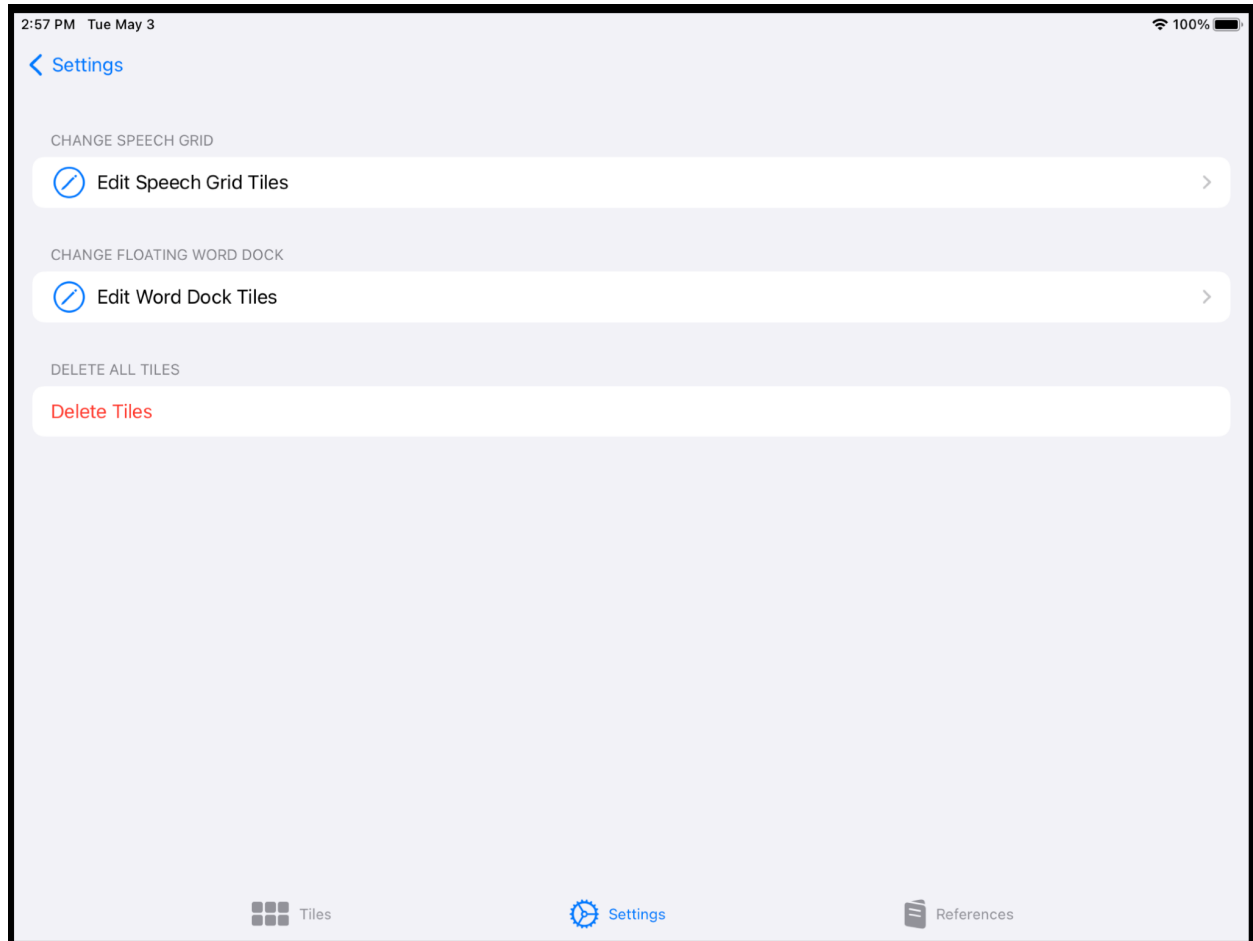 2:57 PM Tue May 3 100%
Settings
CHANGE SPEECH GRID
Edit Speech Grid Tiles
CHANGE FLOATING WORD DOCK
Edit Word Dock Tiles
DELETE ALL TILES
Delete Tiles
Tiles Settings References